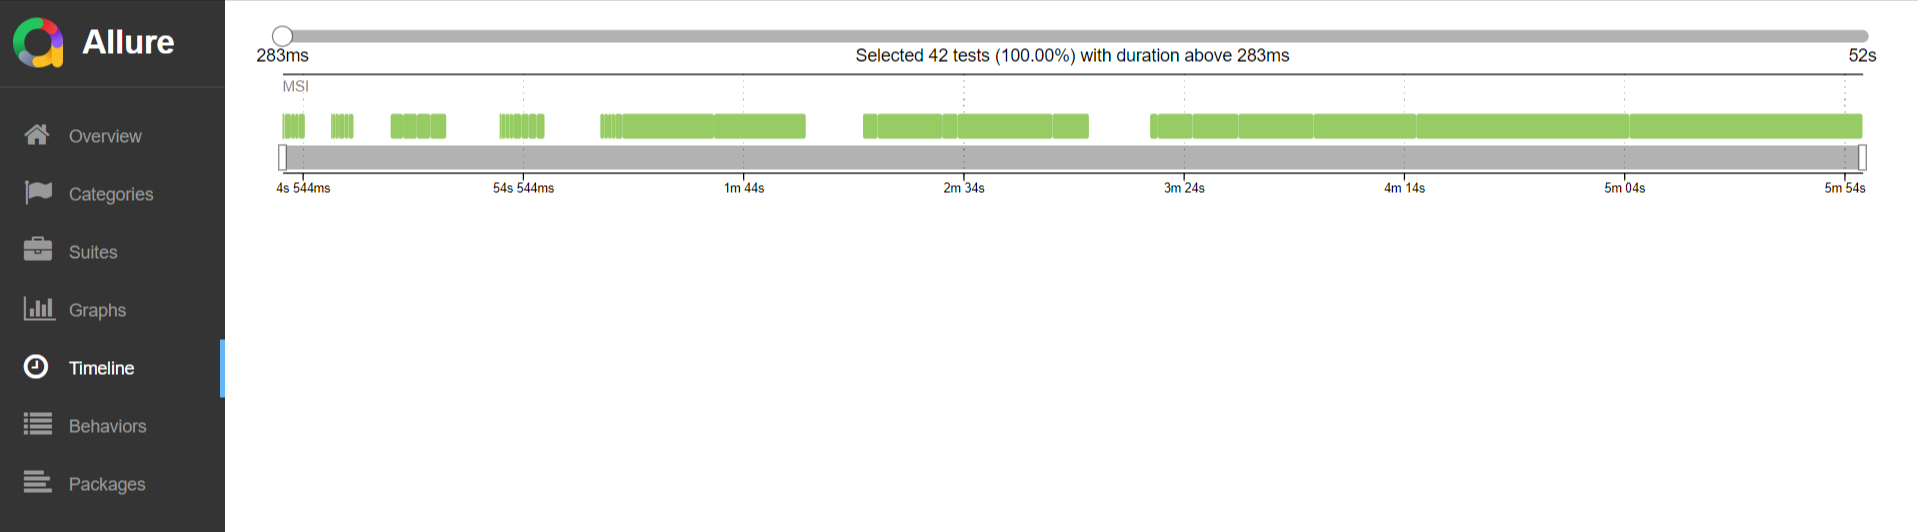 Allure
Overview
Categories
Suites
Graphs
Timeline
Behaviors
Packages
283ms Selected 42 tests (100.00%) with duration above 283ms 52s
MSI
4s 544ms 54s 544ms 1m 44s 2m 34s 3m 24s 4m 14s 5m 04s 5m 54s